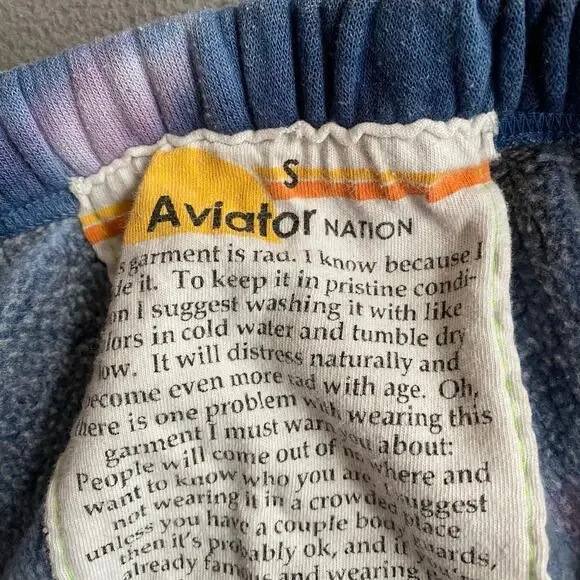 S
Aviator NATION
s garment is rad. I know because I
de it. To keep it in pristine condi-
on I suggest washing it with like
lors in cold water and tumble dry
low. It will distress naturally and
become even more rad with age. Oh,
there is one problem with wearing this
garment I must warn you about:
People will come out of no where and
want to know who you are. I suggest
not wearing it in a crowded place
unless you have a couple body guards,
then it's probably ok, and if
already famous and wearing